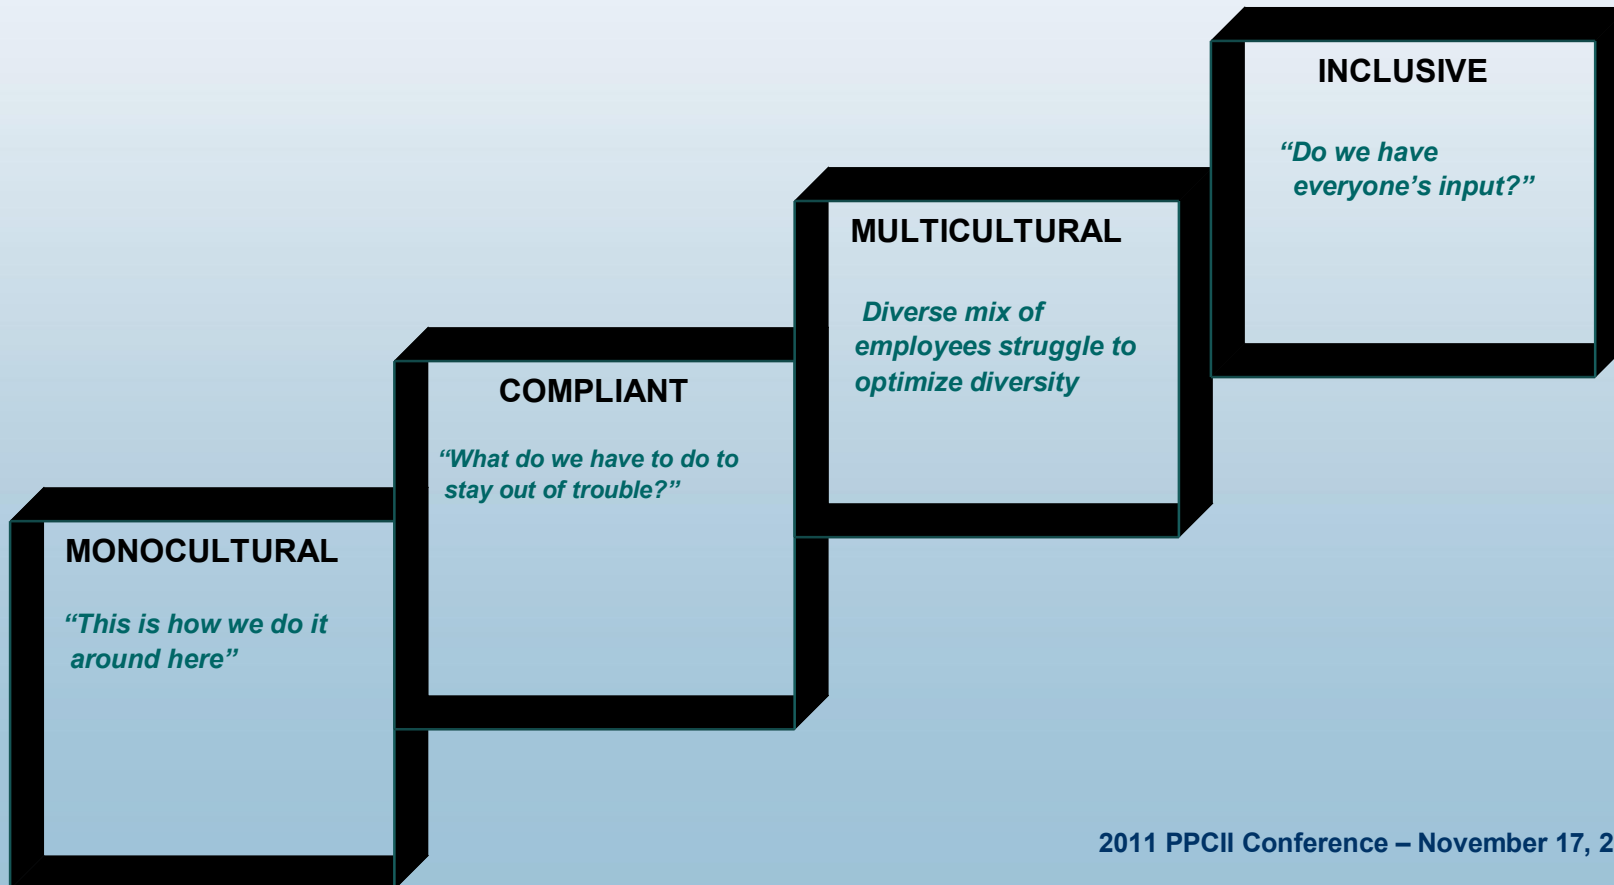 INCLUSIVE
“Do we have
everyone’s input?”
MULTICULTURAL
Diverse mix of
employees struggle to
optimize diversity
COMPLIANT
“What do we have to do to
stay out of trouble?”
MONOCULTURAL
“This is how we do it
around here”
2011 PPCII Conference – November 17, 2